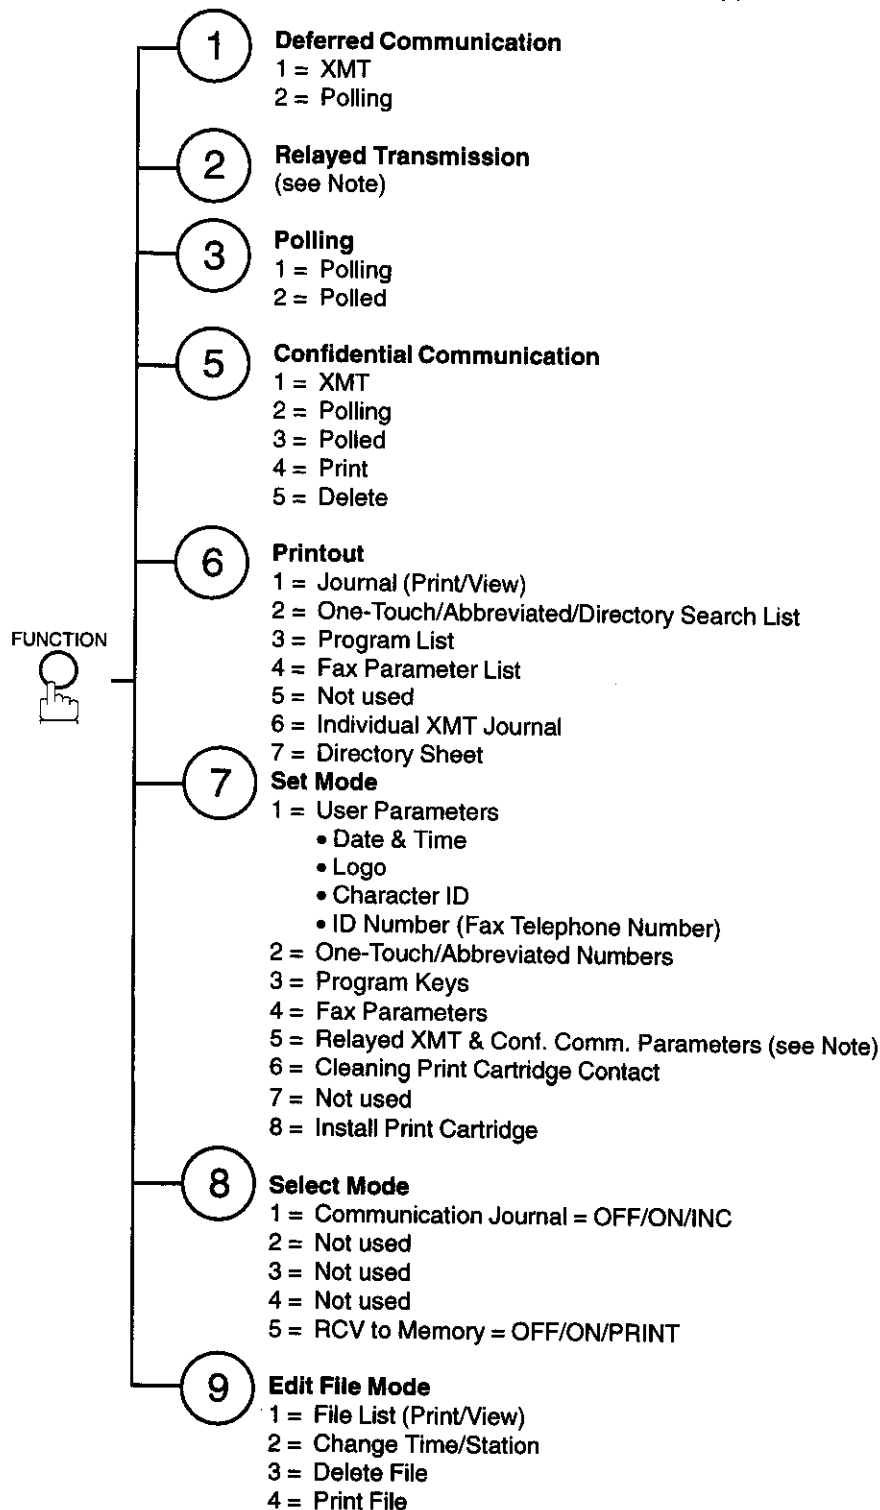 1
Deferred Communication
1 = XMT
2 = Polling
2
Relayed Transmission
(see Note)
3
Polling
1 = Polling
2 = Polled
5
Confidential Communication
1 = XMT
2 = Polling
3 = Polled
4 = Print
5 = Delete
6
Printout
1 = Journal (Print/View)
2 = One-Touch/Abbreviated/Directory Search List
3 = Program List
4 = Fax Parameter List
5 = Not used
6 = Individual XMT Journal
7 = Directory Sheet
FUNCTION
7
Set Mode
1 = User Parameters
• Date & Time
• Logo
• Character ID
• ID Number (Fax Telephone Number)
2 = One-Touch/Abbreviated Numbers
3 = Program Keys
4 = Fax Parameters
5 = Relayed XMT & Conf. Comm. Parameters (see Note)
6 = Cleaning Print Cartridge Contact
7 = Not used
8 = Install Print Cartridge
8
Select Mode
1 = Communication Journal = OFF/ON/INC
2 = Not used
3 = Not used
4 = Not used
5 = RCV to Memory = OFF/ON/PRINT
9
Edit File Mode
1 = File List (Print/View)
2 = Change Time/Station
3 = Delete File
4 = Print File